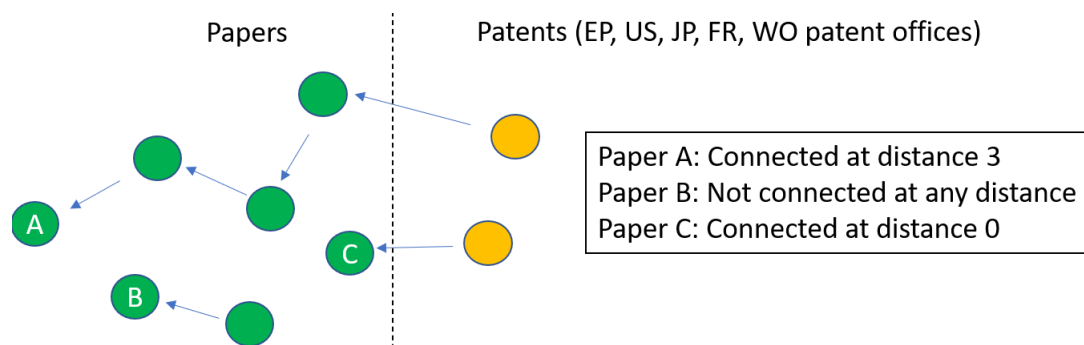 Papers
Patents (EP, US, JP, FR, WO patent offices)
Paper A: Connected at distance 3
Paper B: Not connected at any distance
Paper C: Connected at distance 0
A
C
B